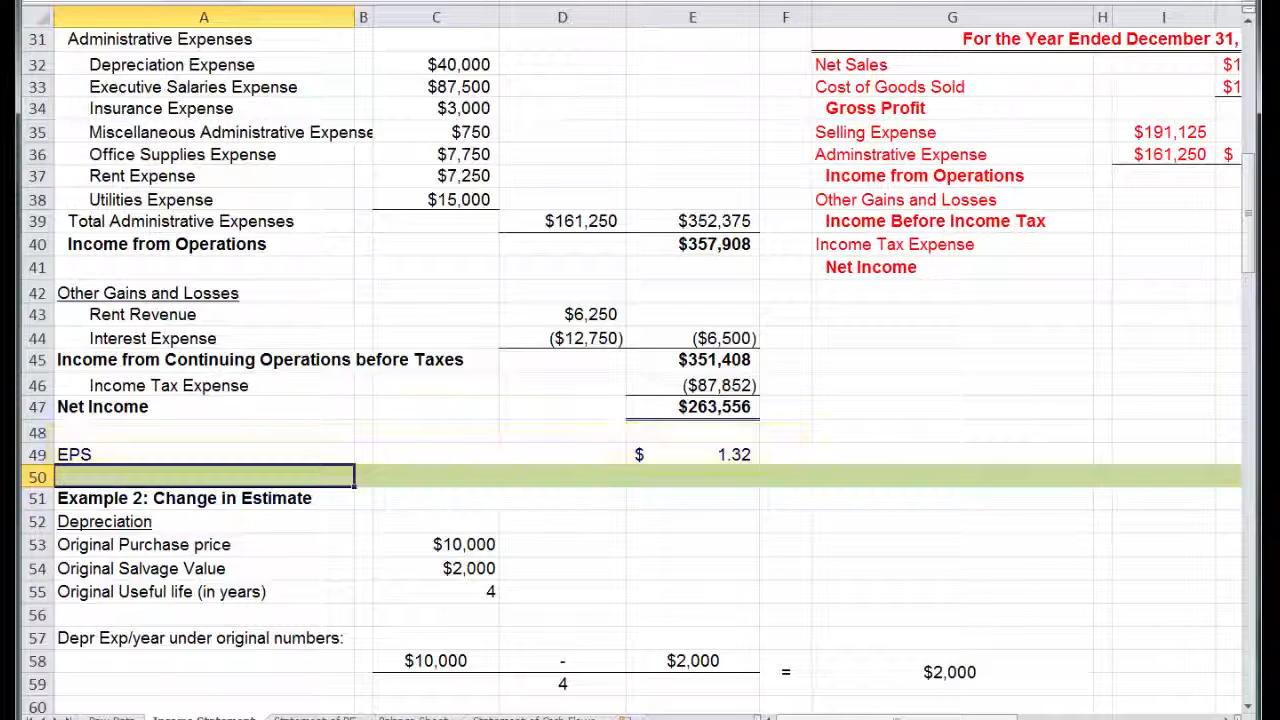 A B C D E F G H I
31 Administrative Expenses For the Year Ended December 31,
32 Depreciation Expense $40,000 Net Sales $1
33 Executive Salaries Expense $87,500 Cost of Goods Sold $1
34 Insurance Expense $3,000 Gross Profit
35 Miscellaneous Administrative Expense $750 Selling Expense $191,125
36 Office Supplies Expense $7,750 Adminstrative Expense $161,250 $
37 Rent Expense $7,250 Income from Operations
38 Utilities Expense $15,000 Other Gains and Losses
39 Total Administrative Expenses $161,250 $352,375 Income Before Income Tax
40 Income from Operations $357,908 Income Tax Expense
41 Net Income
42 Other Gains and Losses
43 Rent Revenue $6,250
44 Interest Expense ($12,750) ($6,500)
45 Income from Continuing Operations before Taxes $351,408
46 Income Tax Expense ($87,852)
47 Net Income $263,556
48
49 EPS $ 1.32
50
51 Example 2: Change in Estimate
52 Depreciation
53 Original Purchase price $10,000
54 Original Salvage Value $2,000
55 Original Useful life (in years) 4
56
57 Depr Exp/year under original numbers:
58 $10,000 - $2,000 = $2,000
59 4
60